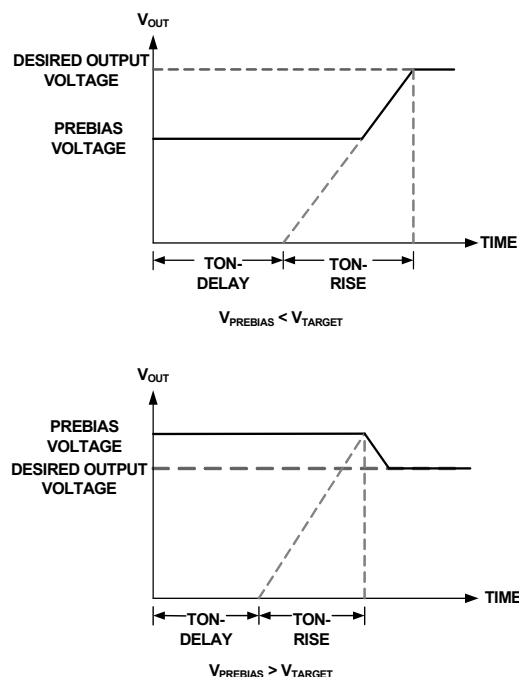 VOUT
DESIRED OUTPUT
VOLTAGE
PREBIAS
VOLTAGE
TIME
TON-
DELAY
TON-
RISE
VPREBIAS < VTARGET
VOUT
PREBIAS
VOLTAGE
DESIRED OUTPUT
VOLTAGE
TIME
TON-
DELAY
TON-
RISE
VPREBIAS > VTARGET